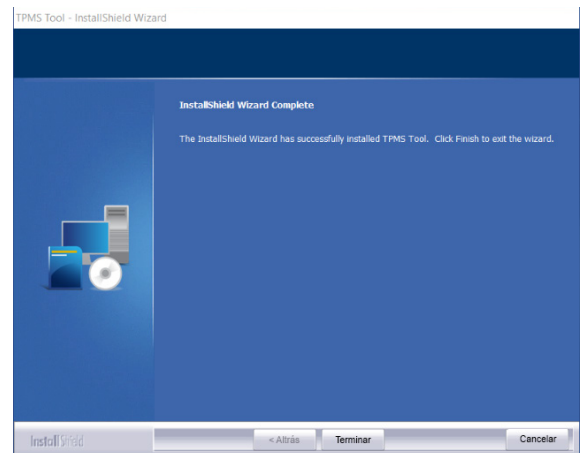 TPMS Tool - InstallShield Wizard
InstallShield Wizard Complete
The InstallShield Wizard has successfully installed TPMS Tool. Click Finish to exit the wizard.
InstallShield
< Altrás Terminar Cancelar